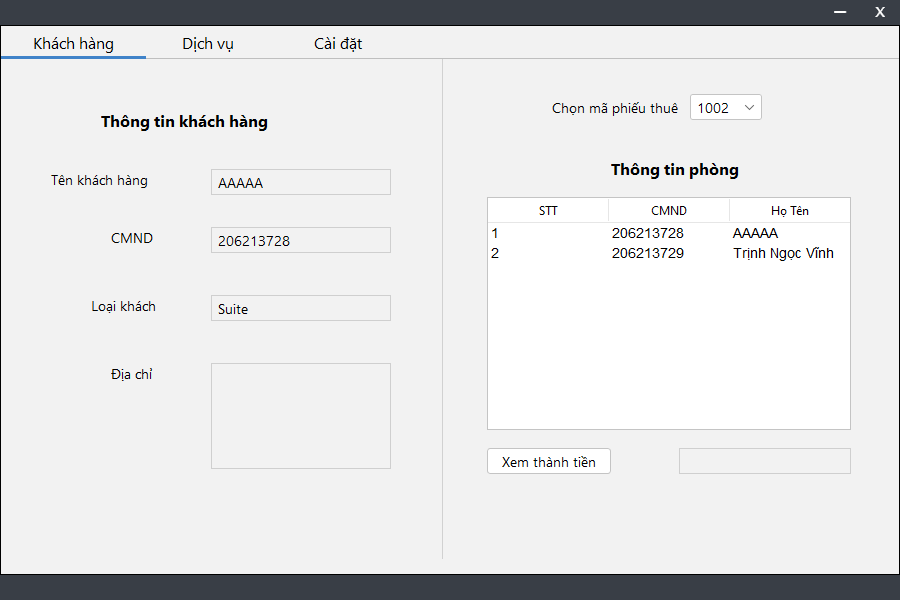 X
Khách hàng Dịch vụ Cài đặt
Thông tin khách hàng
Tên khách hàng AAAAA
CMND 206213728
Loại khách Suite
Địa chỉ
Chọn mã phiếu thuê 1002
Thông tin phòng
STT CMND Họ Tên
1 206213728 AAAAA
2 206213729 Trịnh Ngọc Vĩnh
Xem thành tiền